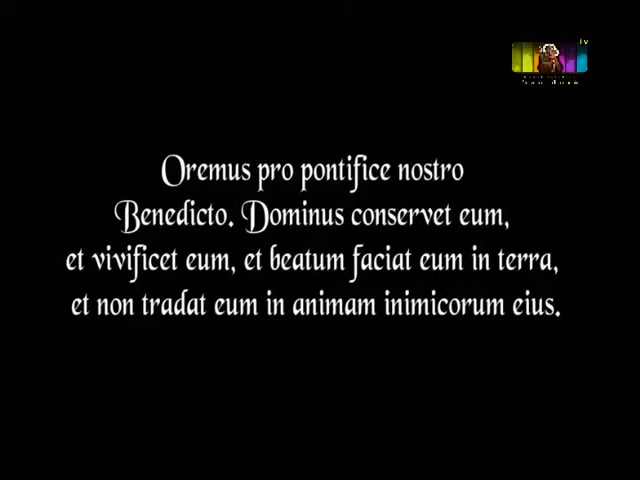 tv
Oremus pro pontifice nostro
Benedicto. Dominus conservet eum,
et vivificet eum, et beatum faciat eum in terra,
et non tradat eum in animam inimicorum eius.